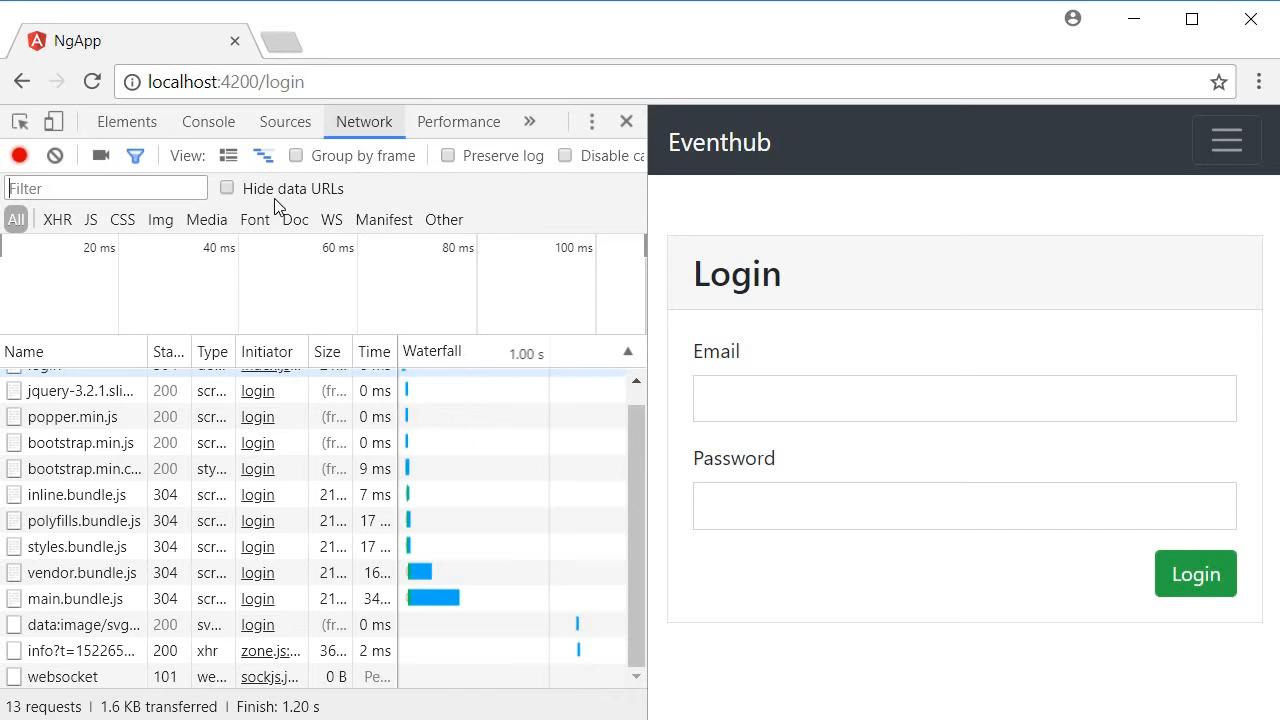 NgApp
localhost:4200/login
Elements Console Sources Network Performance »
View: Group by frame Preserve log Disable ca
Filter Hide data URLs
All XHR JS CSS Img Media Font Doc WS Manifest Other
20 ms 40 ms 60 ms 80 ms 100 ms
Name Sta... Type Initiator Size Time Waterfall 1.00 s
jquery-3.2.1.sli... 200 scr... login (fr... 0 ms
popper.min.js 200 scr... login (fr... 0 ms
bootstrap.min.js 200 scr... login (fr... 0 ms
bootstrap.min.c... 200 sty... login (fr... 9 ms
inline.bundle.js 304 scr... login 21... 7 ms
polyfills.bundle.js 304 scr... login 21... 17 ...
styles.bundle.js 304 scr... login 21... 17 ...
vendor.bundle.js 304 scr... login 21... 16...
main.bundle.js 304 scr... login 21... 34...
data:image/svg... 200 sv... login (fr... 0 ms
info?t=152265... 200 xhr zone.js:... 36... 2 ms
websocket 101 we... sockjs.j... 0 B Pe...
13 requests | 1.6 KB transferred | Finish: 1.20 s
Eventhub
Login
Email
Password
Login